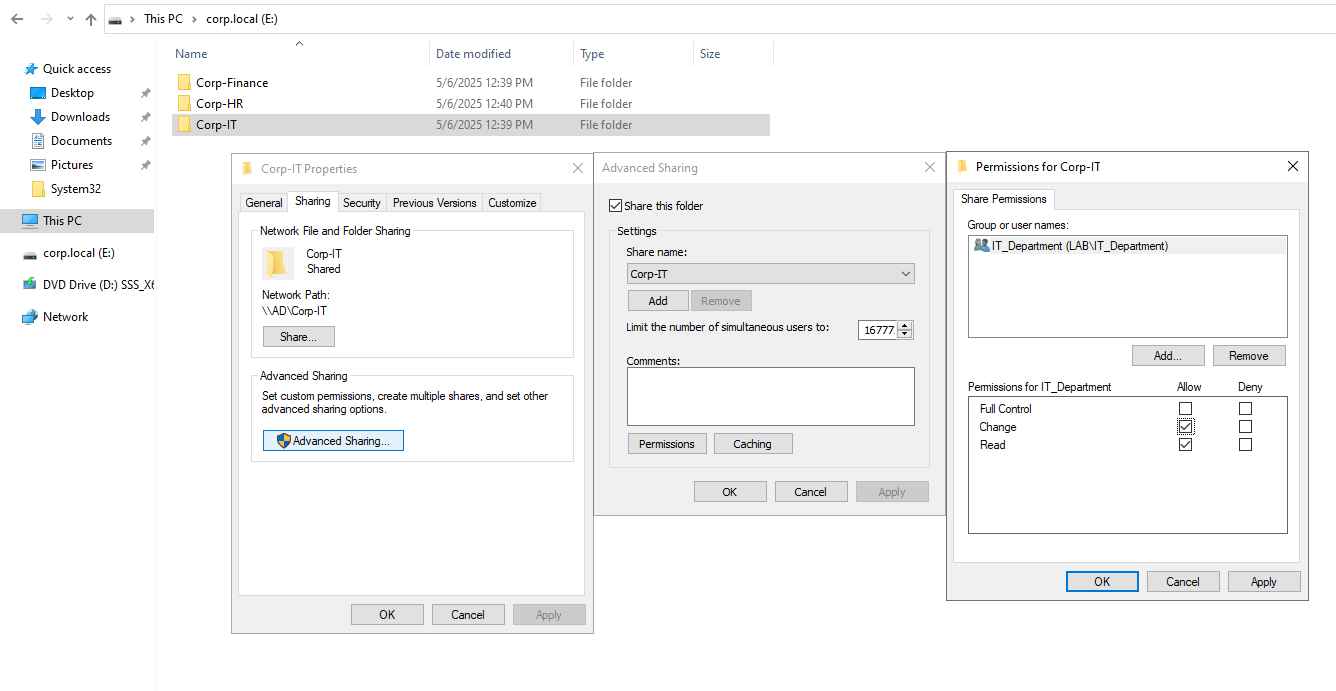 This PC
corp.local (E:)
Name
Date modified
Type
Size
Quick access
Desktop
Downloads
Documents
Pictures
System32
This PC
corp.local (E:)
DVD Drive (D:) SSS_X6
Network
Corp-Finance 5/6/2025 12:39 PM File folder
Corp-HR 5/6/2025 12:40 PM File folder
Corp-IT 5/6/2025 12:39 PM File folder
Corp-IT Properties
General
Sharing
Security
Previous Versions
Customize
Network File and Folder Sharing
Corp-IT
Shared
Network Path:
\\AD\Corp-IT
Share...
Advanced Sharing
Set custom permissions, create multiple shares, and set other
advanced sharing options.
Advanced Sharing...
OK
Cancel
Apply
Advanced Sharing
Share this folder
Settings
Share name:
Corp-IT
Add
Remove
Limit the number of simultaneous users to:
16777
Comments:
Permissions
Caching
OK
Cancel
Apply
Permissions for Corp-IT
Share Permissions
Group or user names:
IT_Department (LAB\IT_Department)
Add...
Remove
Permissions for IT_Department
Allow
Deny
Full Control
Change
Read
OK
Cancel
Apply